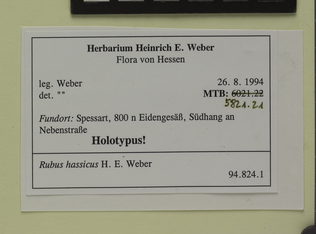 Herbarium Heinrich E. Weber
Flora von Hessen
leg. Weber 26. 8. 1994
det. "" MTB: 6021.22
5821.21
Fundort: Spessart, 800 n Eidengesäß, Südhang an
Nebenstraße
Holotypus!
Rubus hassicus H. E. Weber
94.824.1